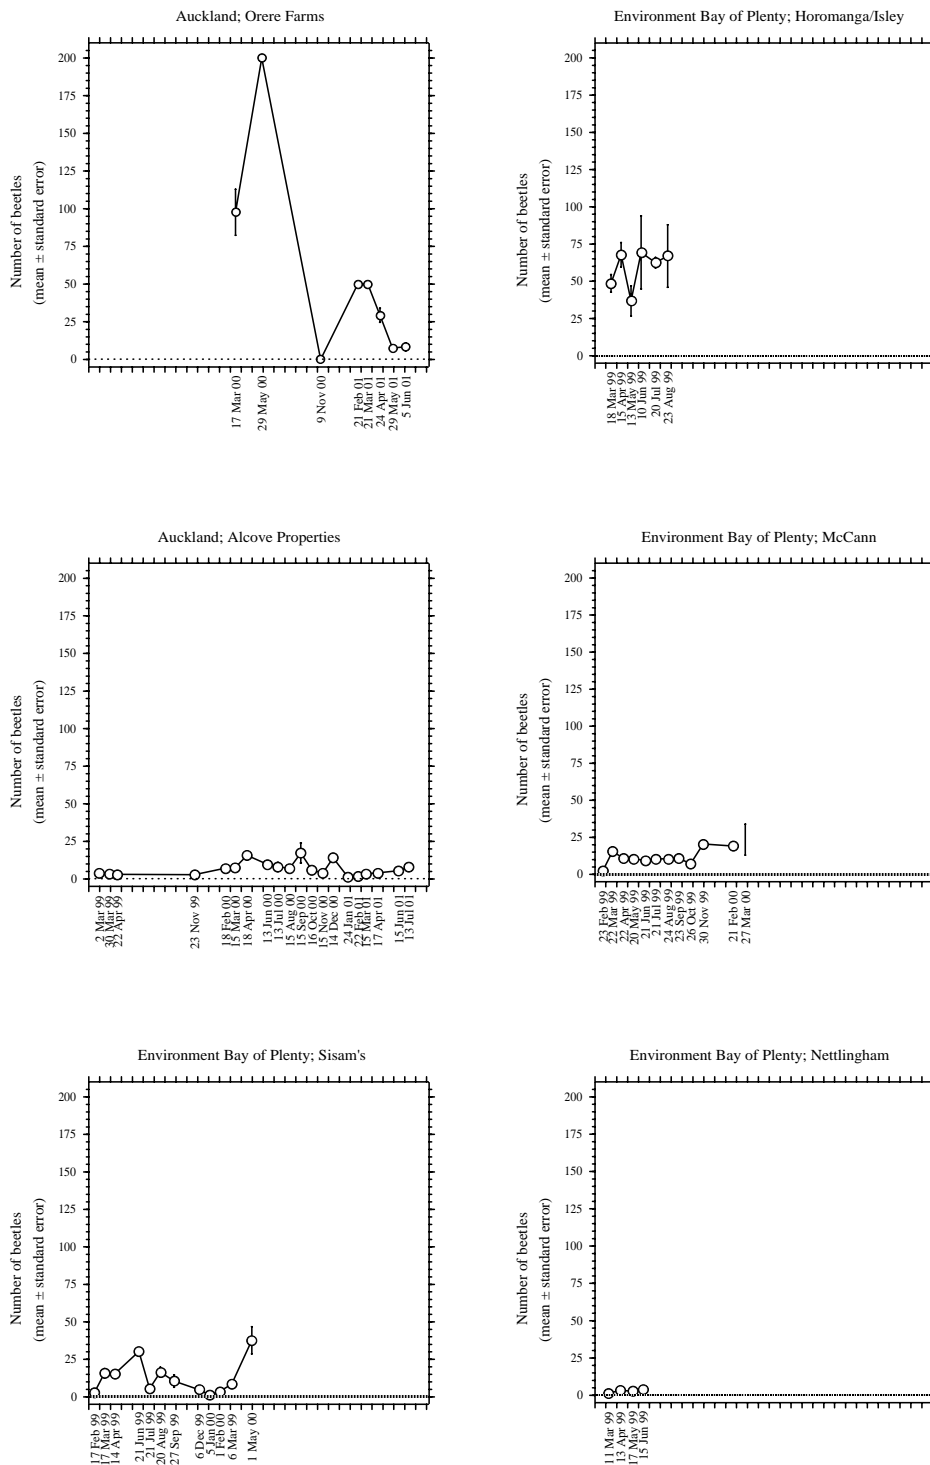 Auckland; Orere Farms
Number of beetles
(mean ± standard error)
200
175
150
125
100
75
50
25
0
17 Mar 00
29 May 00
9 Nov 00
21 Feb 01
21 Mar 01
24 Apr 01
29 May 01
5 Jun 01
Environment Bay of Plenty; Horomanga/Isley
Number of beetles
(mean ± standard error)
200
175
150
125
100
75
50
25
0
18 Mar 99
15 Apr 99
13 May 99
10 Jun 99
20 Jul 99
23 Aug 99
Auckland; Alcove Properties
Number of beetles
(mean ± standard error)
200
175
150
125
100
75
50
25
0
2 Mar 99
30 Mar 99
22 Apr 99
23 Nov 99
18 Feb 00
15 Mar 00
18 Apr 00
13 Jun 00
13 Jul 00
15 Aug 00
15 Sep 00
16 Oct 00
15 Nov 00
14 Dec 00
24 Jan 01
22 Feb 01
15 Mar 01
17 Apr 01
15 Jun 01
13 Jul 01
Environment Bay of Plenty; McCann
Number of beetles
(mean ± standard error)
200
175
150
125
100
75
50
25
0
23 Feb 99
22 Mar 99
22 Apr 99
20 May 99
21 Jun 99
21 Jul 99
24 Aug 99
23 Sep 99
26 Oct 99
30 Nov 99
21 Feb 00
27 Mar 00
Environment Bay of Plenty; Sisam's
Number of beetles
(mean ± standard error)
200
175
150
125
100
75
50
25
0
17 Feb 99
17 Mar 99
14 Apr 99
21 Jun 99
21 Jul 99
20 Aug 99
27 Sep 99
6 Dec 99
5 Jan 00
1 Feb 00
6 Mar 99
1 May 00
Environment Bay of Plenty; Nettlingham
Number of beetles
(mean ± standard error)
200
175
150
125
100
75
50
25
0
11 Mar 99
13 Apr 99
17 May 99
15 Jun 99